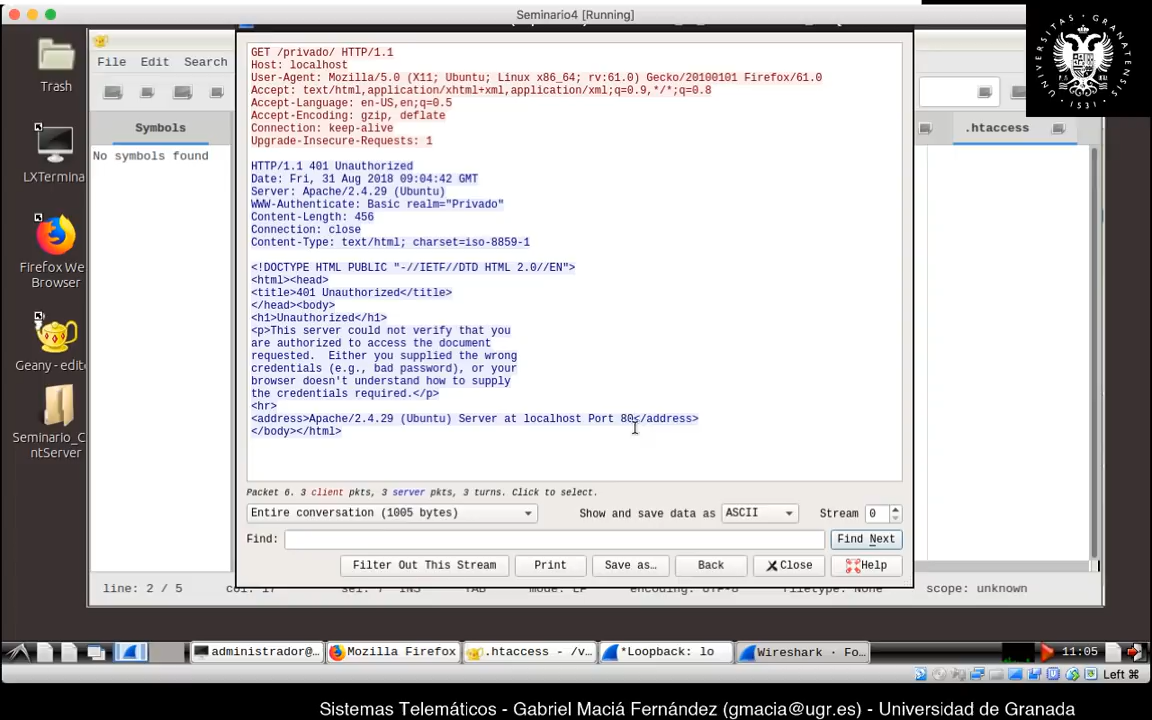 Seminario4 [Running]
Trash
LXTermina
Firefox We
Browser
Geany - edit
Seminario_C
ntServer
File Edit Search
Symbols
No symbols found
.htaccess
UNIVERSITAS GRANATENSIS
1531
GET /privado/ HTTP/1.1
Host: localhost
User-Agent: Mozilla/5.0 (X11; Ubuntu; Linux x86_64; rv:61.0) Gecko/20100101 Firefox/61.0
Accept: text/html,application/xhtml+xml,application/xml;q=0.9,*/*;q=0.8
Accept-Language: en-US,en;q=0.5
Accept-Encoding: gzip, deflate
Connection: keep-alive
Upgrade-Insecure-Requests: 1
HTTP/1.1 401 Unauthorized
Date: Fri, 31 Aug 2018 09:04:42 GMT
Server: Apache/2.4.29 (Ubuntu)
WWW-Authenticate: Basic realm="Privado"
Content-Length: 456
Connection: close
Content-Type: text/html; charset=iso-8859-1
<!DOCTYPE HTML PUBLIC "-//IETF//DTD HTML 2.0//EN">
<html><head>
<title>401 Unauthorized</title>
</head><body>
<h1>Unauthorized</h1>
<p>This server could not verify that you
are authorized to access the document
requested.  Either you supplied the wrong
credentials (e.g., bad password), or your
browser doesn't understand how to supply
the credentials required.</p>
<hr>
<address>Apache/2.4.29 (Ubuntu) Server at localhost Port 80</address>
</body></html>
Packet 6. 3 client pkts, 3 server pkts, 3 turns. Click to select.
Entire conversation (1005 bytes) Show and save data as ASCII Stream 0
Find: Find Next
Filter Out This Stream Print Save as… Back Close Help
line: 2 / 5 scope: unknown
administrador@… Mozilla Firefox .htaccess - /v… *Loopback: lo Wireshark · Fo… 11:05
Left ⌘
Sistemas Telemáticos - Gabriel Maciá Fernández (gmacia@ugr.es) - Universidad de Granada